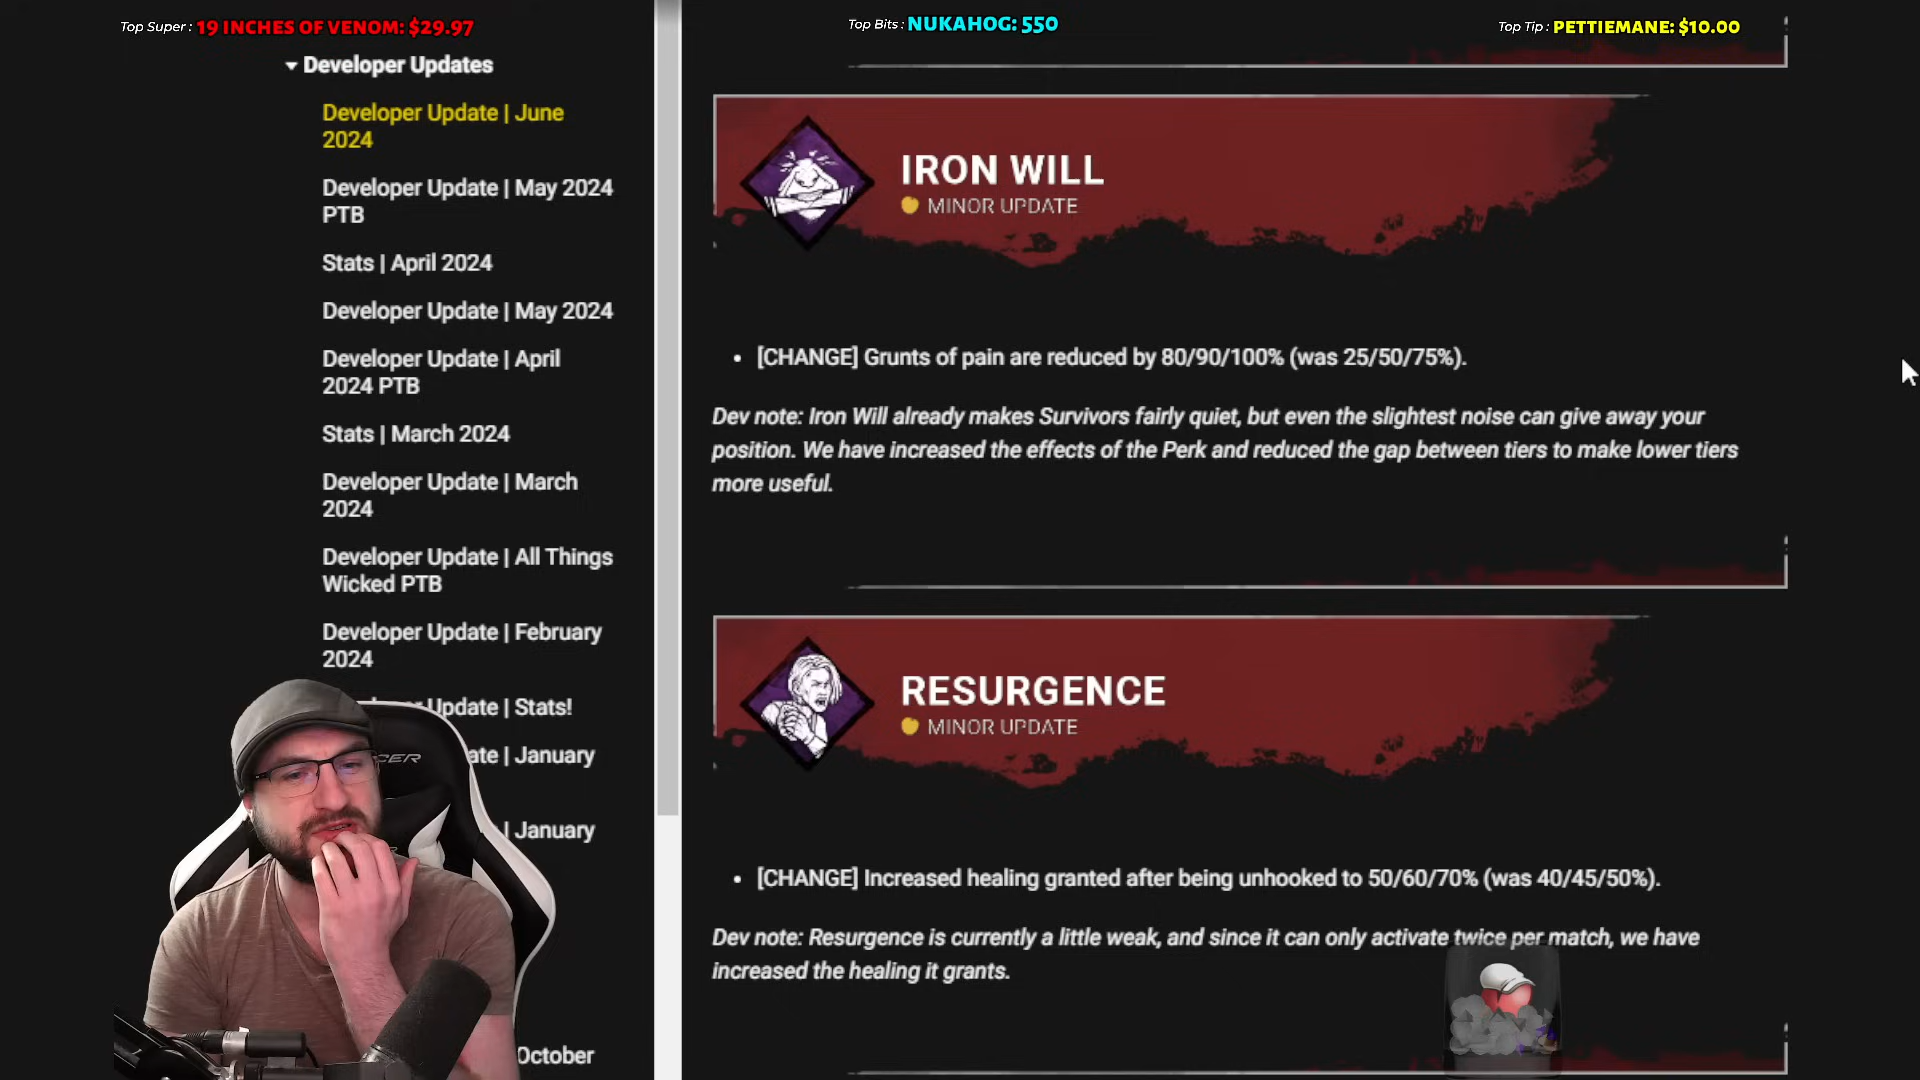 Top Super : 19 INCHES OF VENOM: $29.97
Top Bits : NUKAHOG: 550
Top Tip : PETTIEMANE: $10.00
Developer Updates
Developer Update | June
2024
Developer Update | May 2024
PTB
Stats | April 2024
Developer Update | May 2024
Developer Update | April
2024 PTB
Stats | March 2024
Developer Update | March
2024
Developer Update | All Things
Wicked PTB
Developer Update | February
2024
Update | Stats!
| January
| January
October
IRON WILL
MINOR UPDATE
• [CHANGE] Grunts of pain are reduced by 80/90/100% (was 25/50/75%).
Dev note: Iron Will already makes Survivors fairly quiet, but even the slightest noise can give away your
position. We have increased the effects of the Perk and reduced the gap between tiers to make lower tiers
more useful.
RESURGENCE
MINOR UPDATE
• [CHANGE] Increased healing granted after being unhooked to 50/60/70% (was 40/45/50%).
Dev note: Resurgence is currently a little weak, and since it can only activate twice per match, we have
increased the healing it grants.